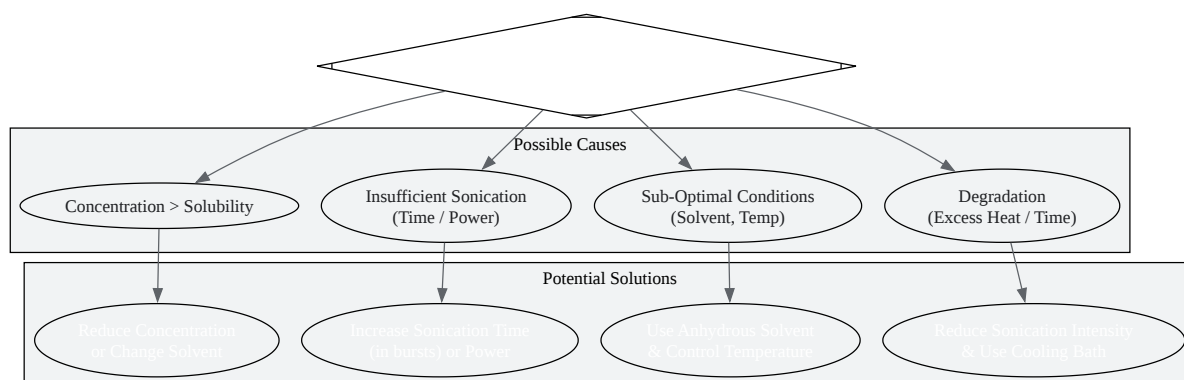 Possible Causes
Concentration > Solubility
Insufficient Sonication
(Time / Power)
Sub-Optimal Conditions
(Solvent, Temp)
Degradation
(Excess Heat / Time)
Potential Solutions
Reduce Concentration
or Change Solvent
Increase Sonication Time
(in bursts) or Power
Use Anhydrous Solvent
& Control Temperature
Reduce Sonication Intensity
& Use Cooling Bath